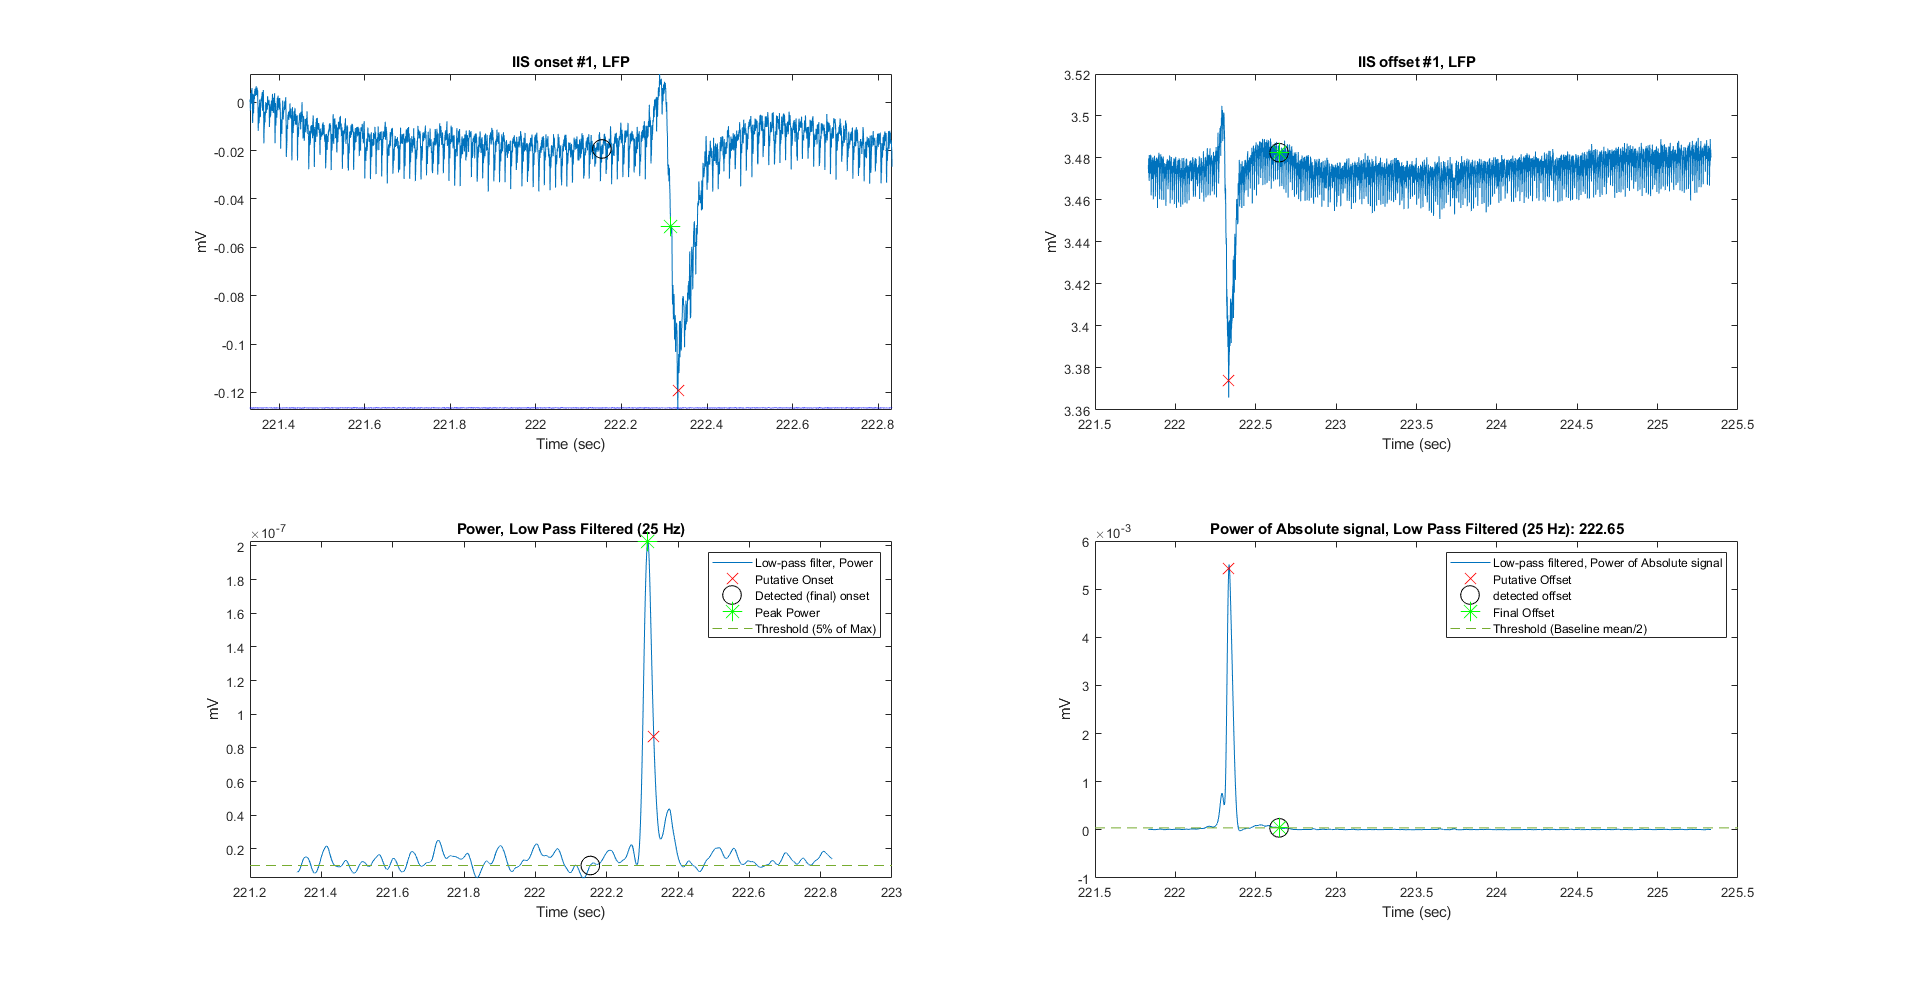 IIS onset #1, LFP
0
-0.02
-0.04
-0.06
-0.08
-0.1
-0.12
mV
221.4 221.6 221.8 222 222.2 222.4 222.6 222.8
Time (sec)
IIS offset #1, LFP
3.52
3.5
3.48
3.46
3.44
3.42
3.4
3.38
3.36
mV
221.5 222 222.5 223 223.5 224 224.5 225 225.5
Time (sec)
Power, Low Pass Filtered (25 Hz)
×10-7
2
1.8
1.6
1.4
1.2
1
0.8
0.6
0.4
0.2
mV
221.2 221.4 221.6 221.8 222 222.2 222.4 222.6 222.8 223
Time (sec)
Low-pass filter, Power
Putative Onset
Detected (final) onset
Peak Power
Threshold (5% of Max)
Power of Absolute signal, Low Pass Filtered (25 Hz): 222.65
×10-3
6
5
4
3
2
1
0
-1
mV
221.5 222 222.5 223 223.5 224 224.5 225 225.5
Time (sec)
Low-pass filtered, Power of Absolute signal
Putative Offset
detected offset
Final Offset
Threshold (Baseline mean/2)